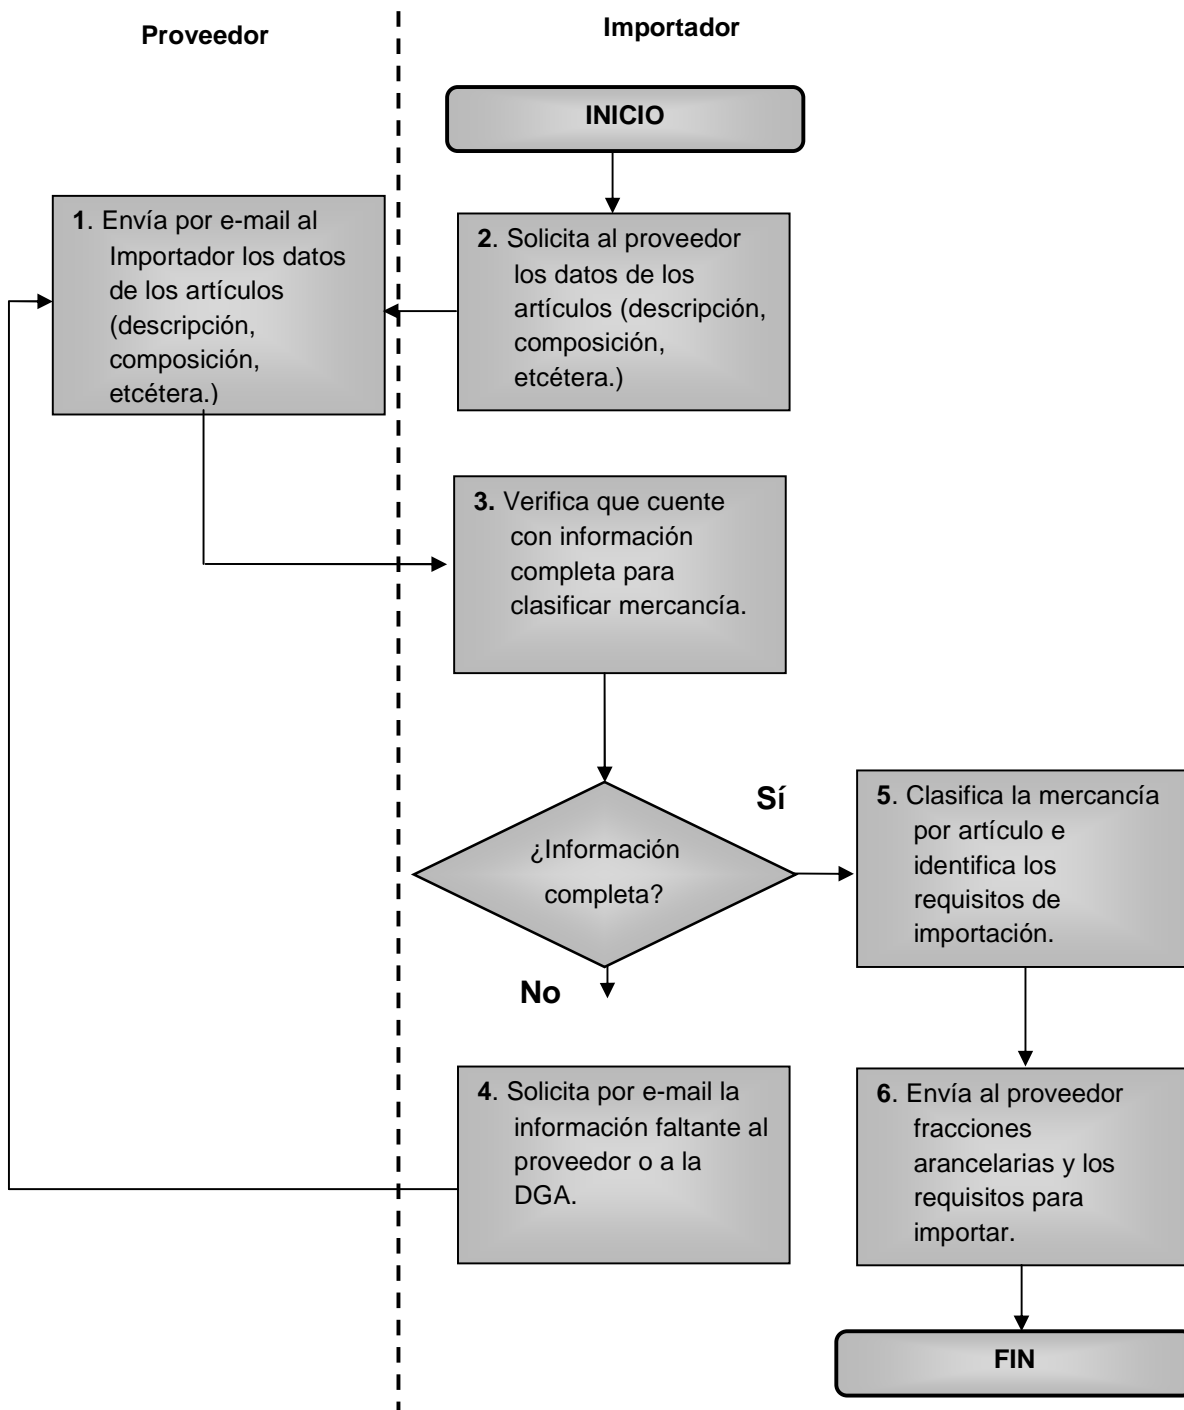 Proveedor
Importador
INICIO
1. Envía por e-mail al
Importador los datos
de los artículos
(descripción,
composición,
etcétera.)
2. Solicita al proveedor
los datos de los
artículos (descripción,
composición,
etcétera.)
3. Verifica que cuente
con información
completa para
clasificar mercancía.
¿Información
completa?
Sí
No
5. Clasifica la mercancía
por artículo e
identifica los
requisitos de
importación.
4. Solicita por e-mail la
información faltante al
proveedor o a la
DGA.
6. Envía al proveedor
fracciones
arancelarias y los
requisitos para
importar.
FIN